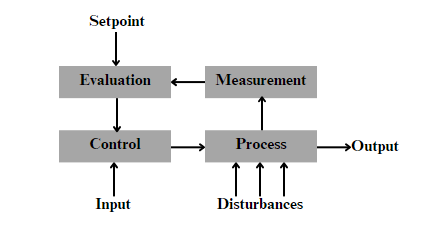 Setpoint
Evaluation Measurement
Control Process Output
Input Disturbances